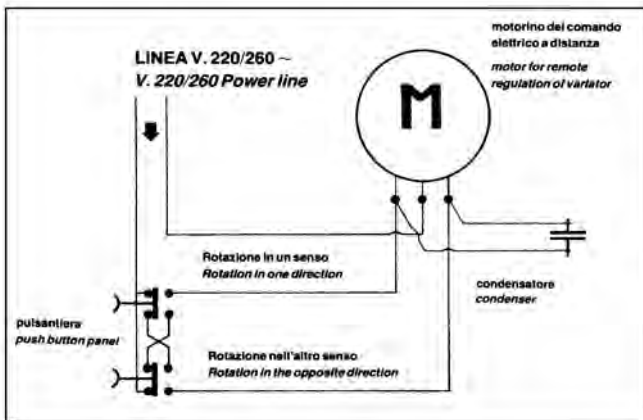 LINEA V. 220/260 ~
V. 220/260 Power line
motorino del comando
elettrico a distanza
motor for remote
regulation of variator
M
Rotazione in un senso
Rotation in one direction
condensatore
condenser
pulsantiera
push button panel
Rotazione nell'altro senso
Rotation in the opposite direction